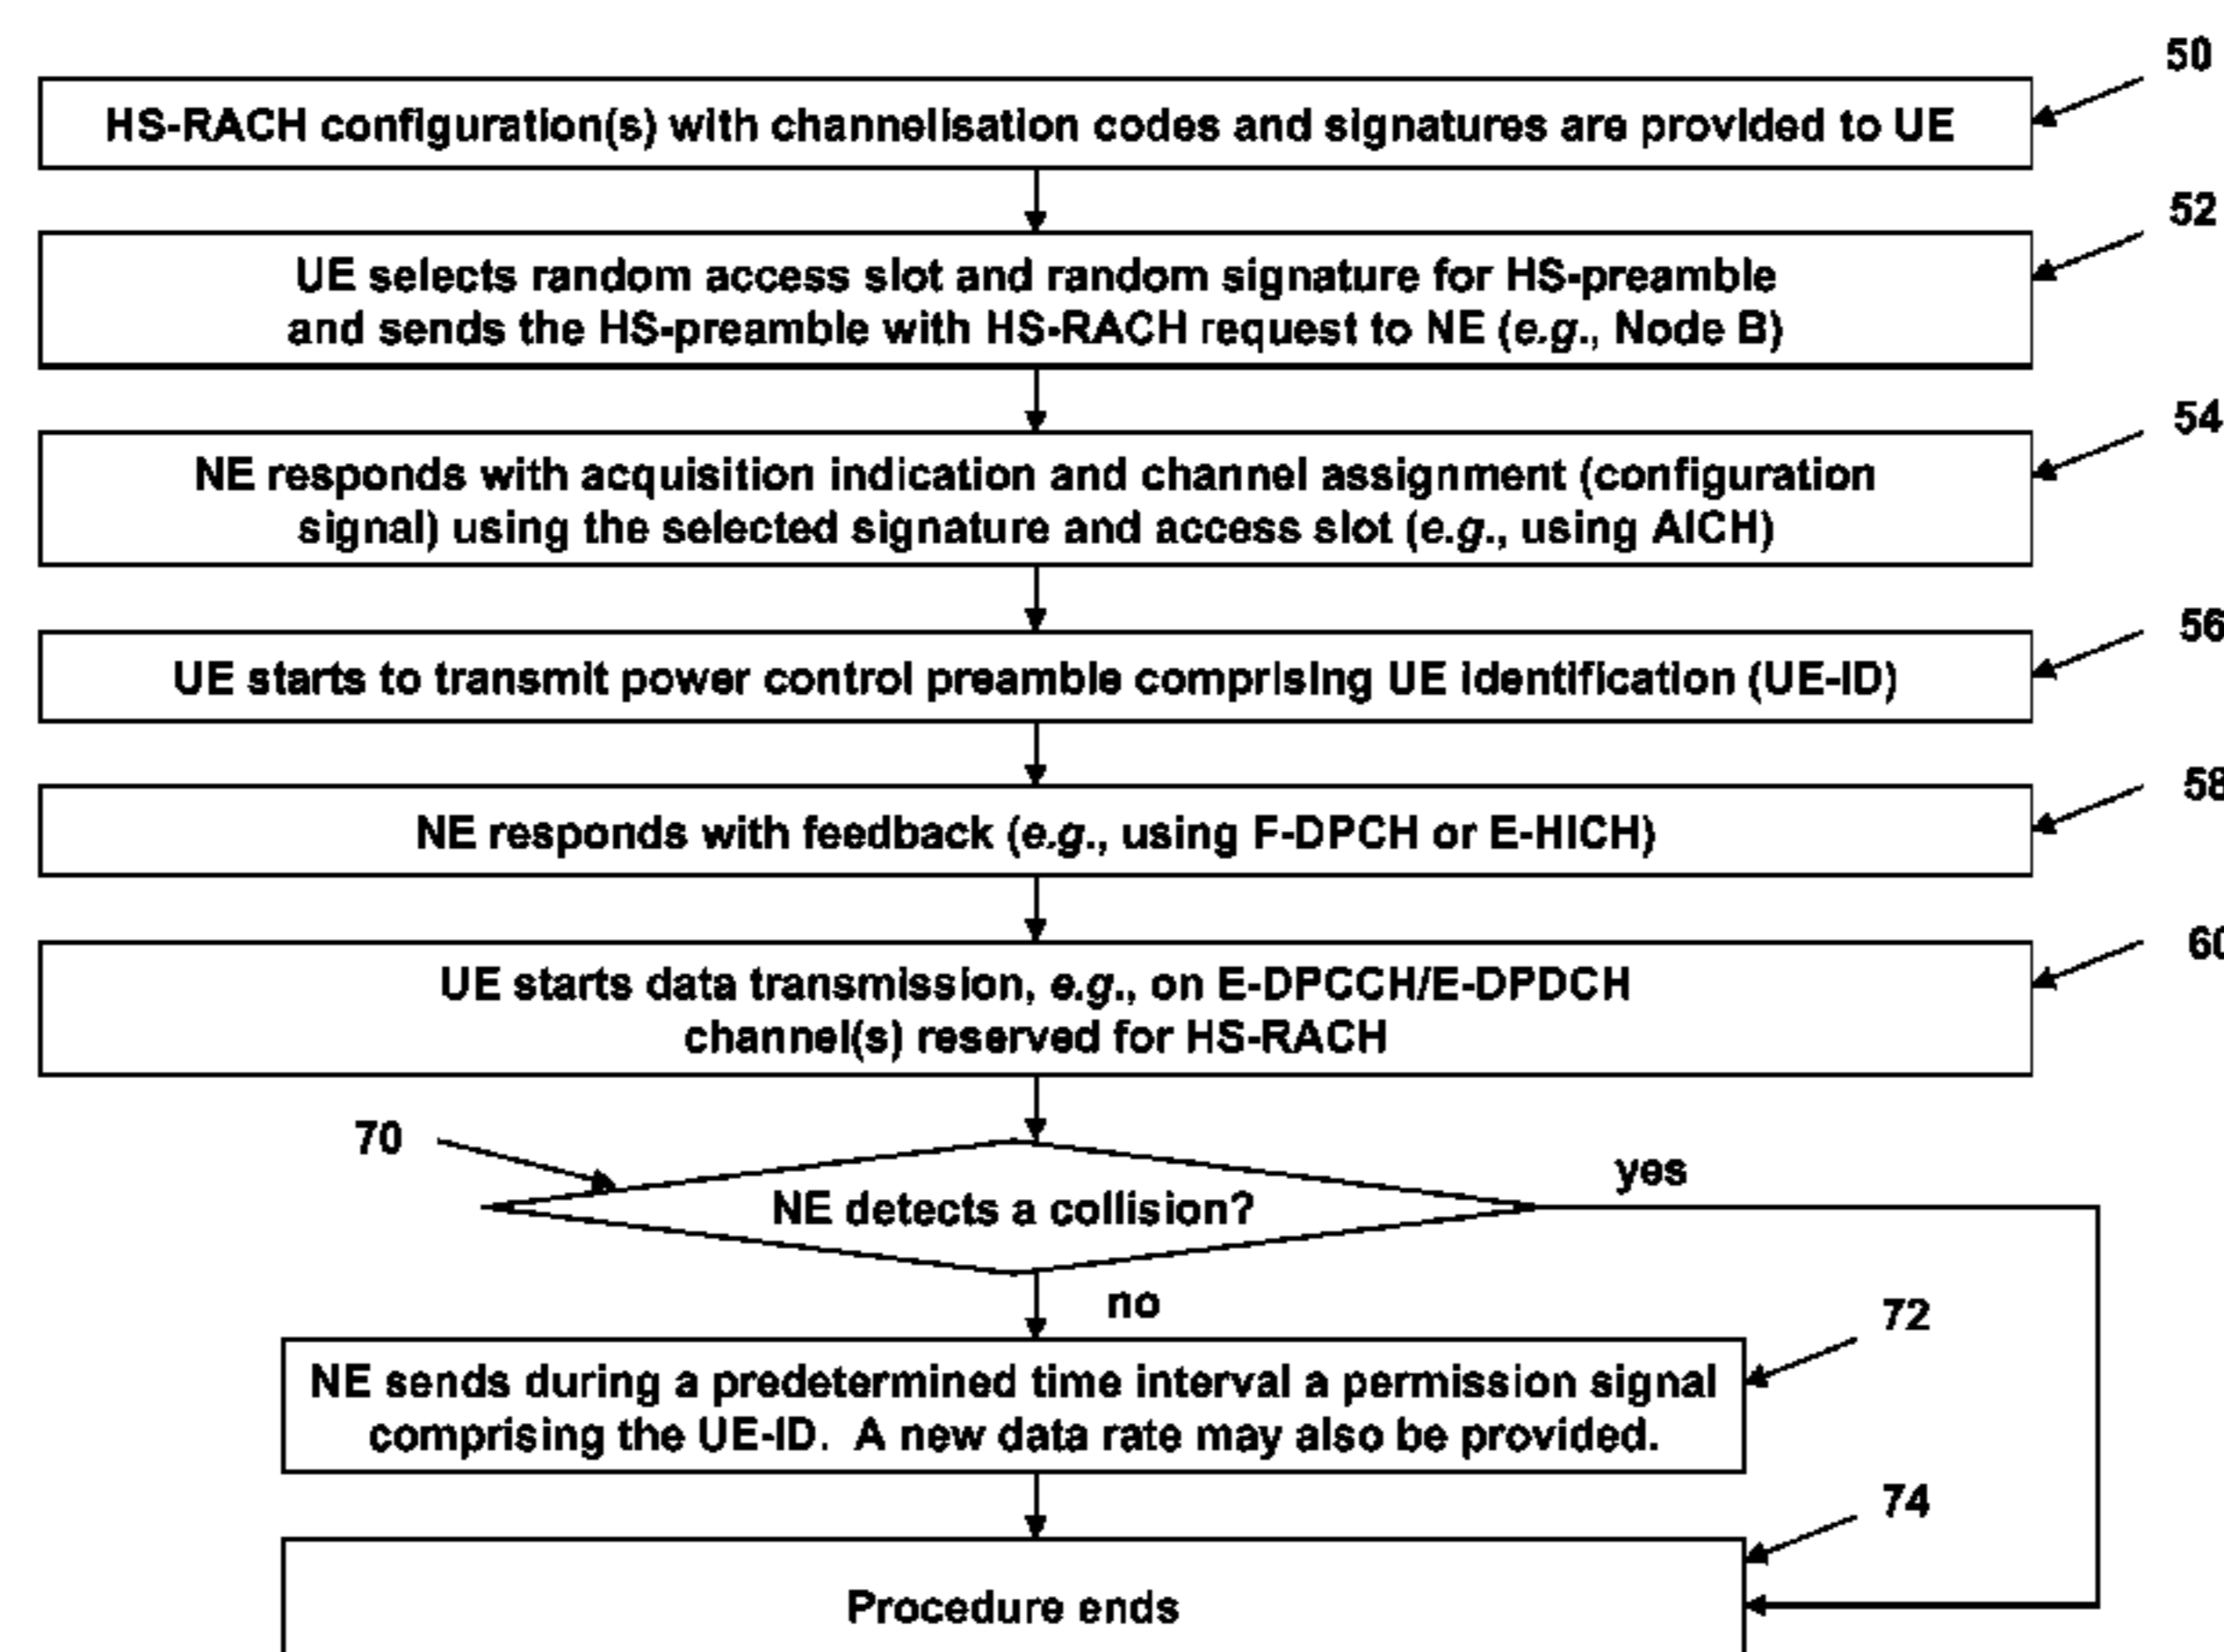 50
HS-RACH configuration(s) with channelisation codes and signatures are provided to UE
52
UE selects random access slot and random signature for HS-preamble
and sends the HS-preamble with HS-RACH request to NE (e.g., Node B)
54
NE responds with acquisition indication and channel assignment (configuration
signal) using the selected signature and access slot (e.g., using AICH)
56
UE starts to transmit power control preamble comprising UE identification (UE-ID)
58
NE responds with feedback (e.g., using F-DPCH or E-HICH)
60
UE starts data transmission, e.g., on E-DPCCH/E-DPDCH
channel(s) reserved for HS-RACH
70
yes
NE detects a collision?
no
72
NE sends during a predetermined time interval a permission signal
comprising the UE-ID. A new data rate may also be provided.
74
Procedure ends